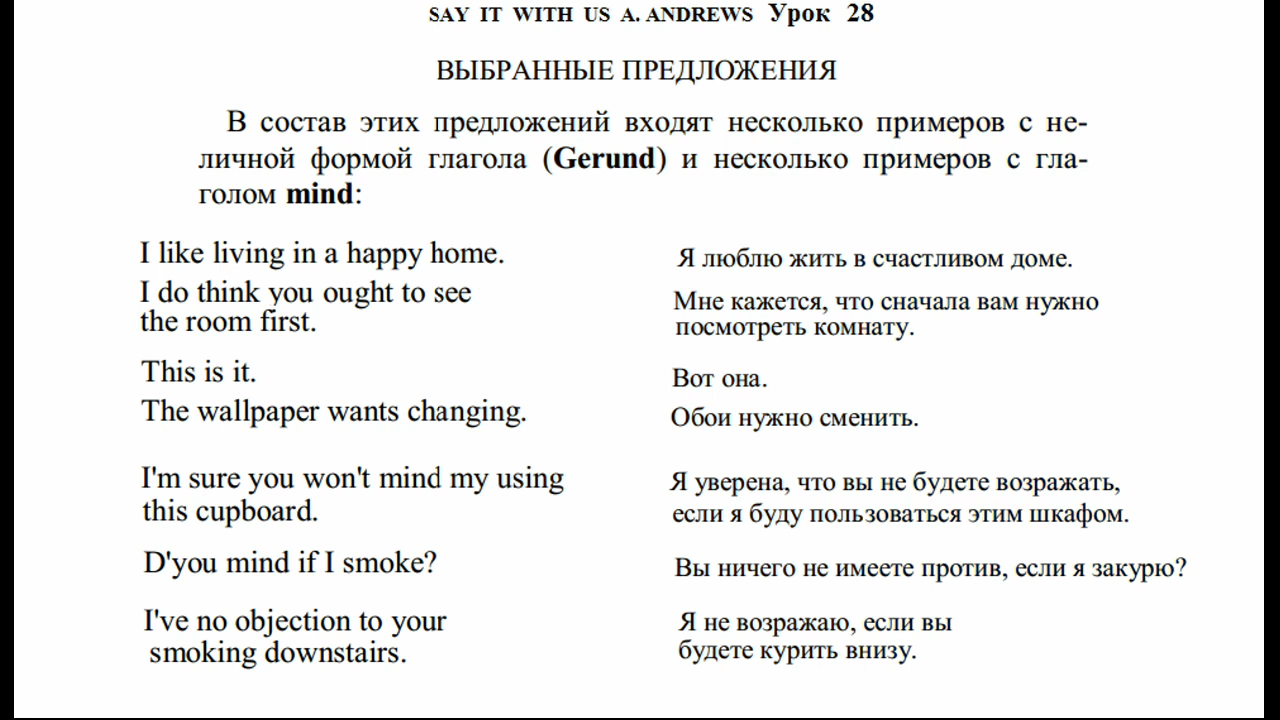 SAY IT WITH US A. ANDREWS Урок 28
ВЫБРАННЫЕ ПРЕДЛОЖЕНИЯ
В состав этих предложений входят несколько примеров с не-
личной формой глагола (Gerund) и несколько примеров с гла-
голом mind:
I like living in a happy home.
Я люблю жить в счастливом доме.
I do think you ought to see
the room first.
Мне кажется, что сначала вам нужно
посмотреть комнату.
This is it.
Вот она.
The wallpaper wants changing.
Обои нужно сменить.
I'm sure you won't mind my using
this cupboard.
Я уверена, что вы не будете возражать,
если я буду пользоваться этим шкафом.
D'you mind if I smoke?
Вы ничего не имеете против, если я закурю?
I've no objection to your
smoking downstairs.
Я не возражаю, если вы
будете курить внизу.